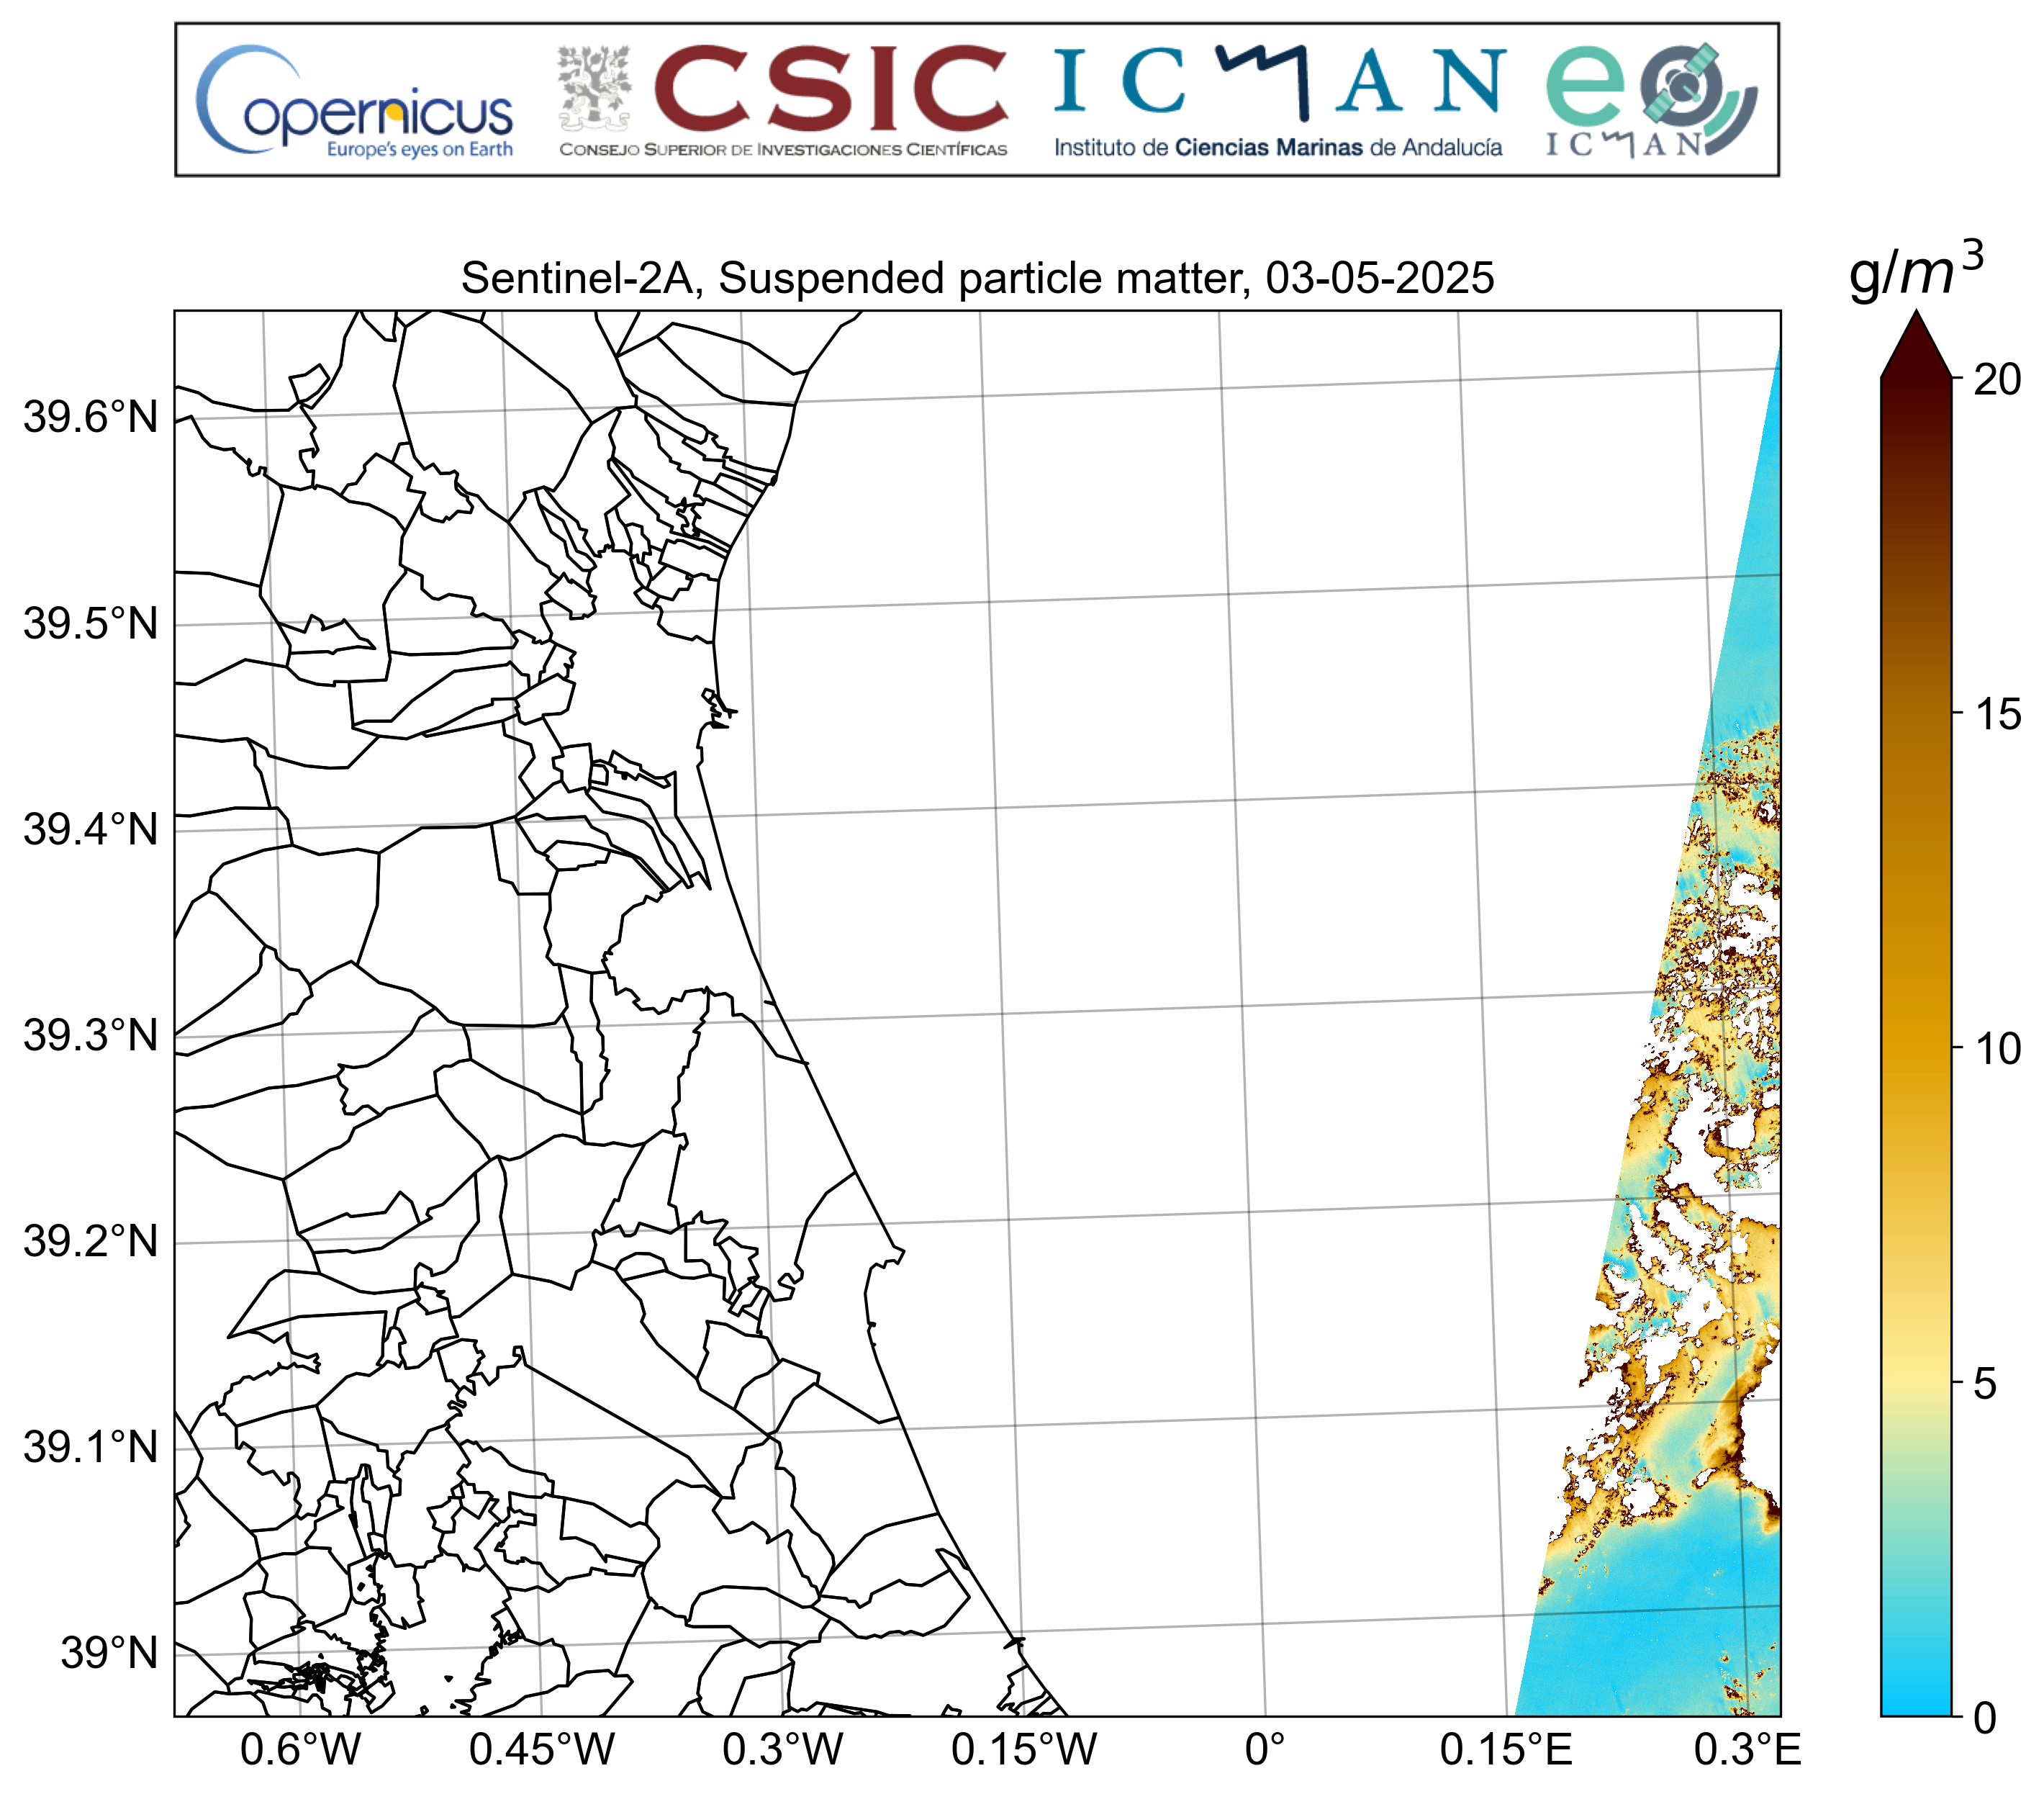 Copernicus
Europe's eyes on Earth
CSIC
CONSEJO SUPERIOR DE INVESTIGACIONES CIENTÍFICAS
ICMAN
Instituto de Ciencias Marinas de Andalucía
eo
ICMAN
Sentinel-2A, Suspended particle matter, 03-05-2025
g/m³
39.6°N
39.5°N
39.4°N
39.3°N
39.2°N
39.1°N
39°N
0.6°W 0.45°W 0.3°W 0.15°W 0° 0.15°E 0.3°E
20
15
10
5
0